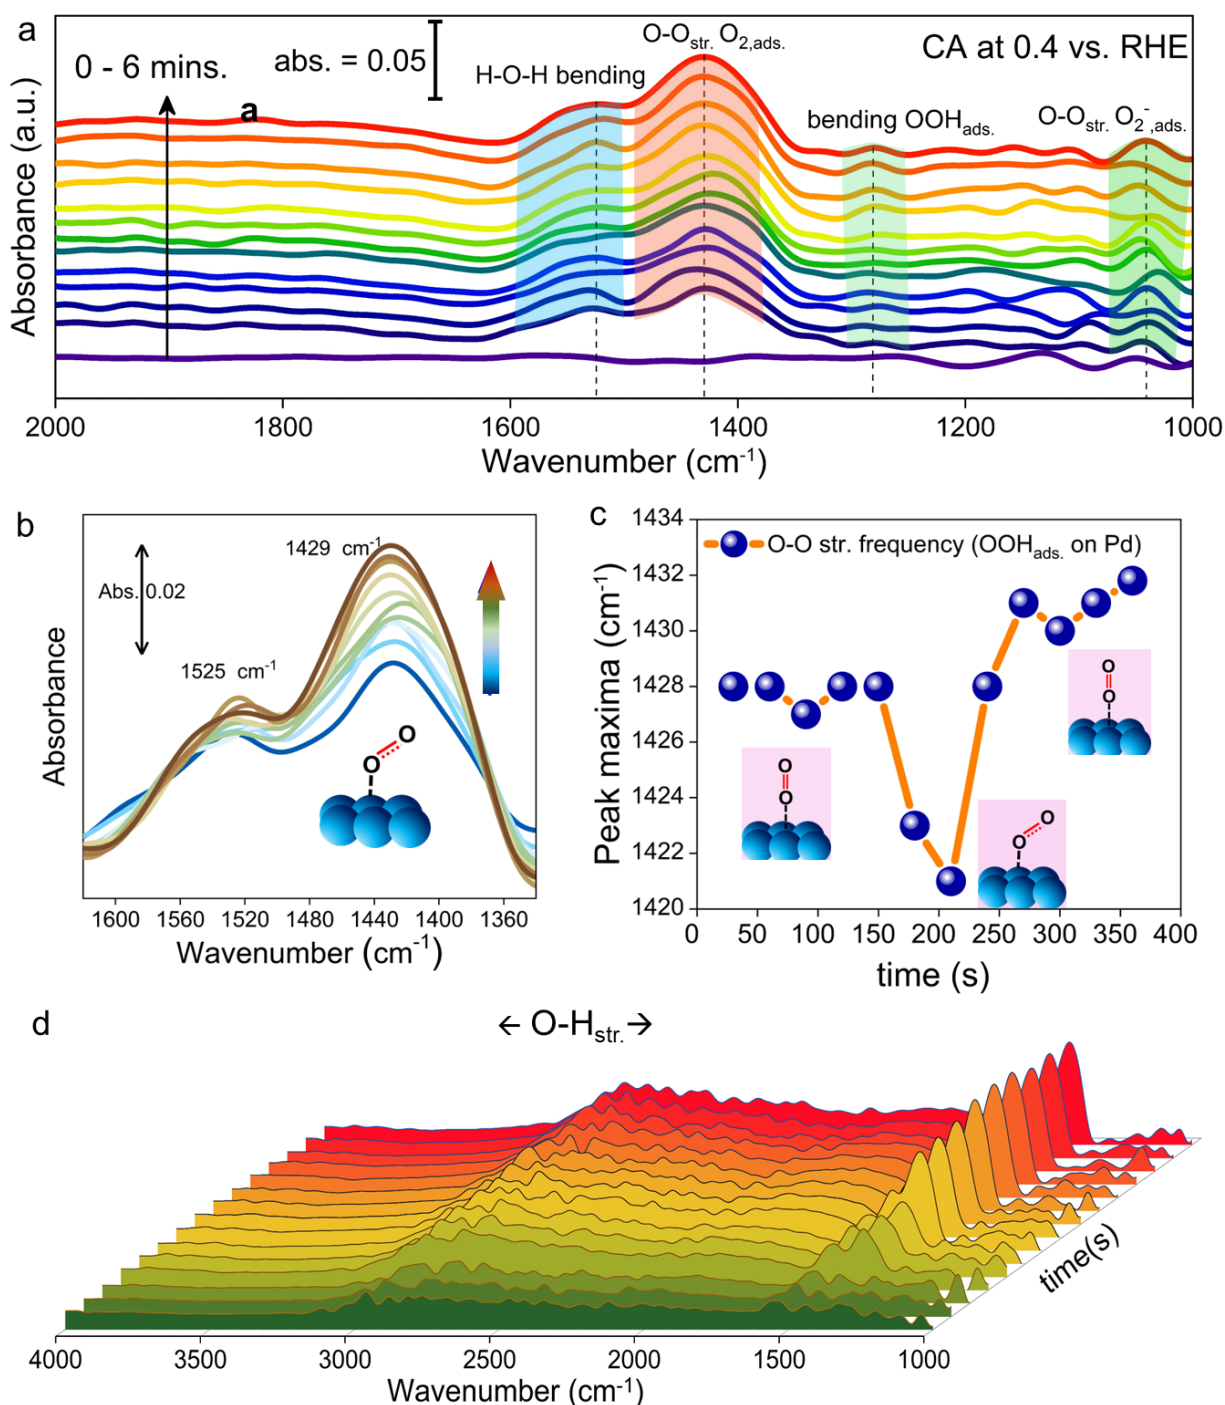 a
0 - 6 mins.
abs. = 0.05
O-Ostr. O2,ads.
CA at 0.4 vs. RHE
H-O-H bending
a
bending OOHads.
O-Ostr. O2-,ads.
Absorbance (a.u.)
2000 1800 1600 1400 1200 1000
Wavenumber (cm-1)
b
Abs. 0.02
1429 cm-1
1525 cm-1
O
O
Absorbance
1600 1560 1520 1480 1440 1400 1360
Wavenumber (cm-1)
c
O-O str. frequency (OOHads. on Pd)
1434
1432
1430
1428
1426
1424
1422
1420
Peak maxima (cm-1)
O
O
O
O
O
O
0 50 100 150 200 250 300 350 400
time (s)
d
← O-Hstr. →
time(s)
4000 3500 3000 2500 2000 1500 1000
Wavenumber (cm-1)